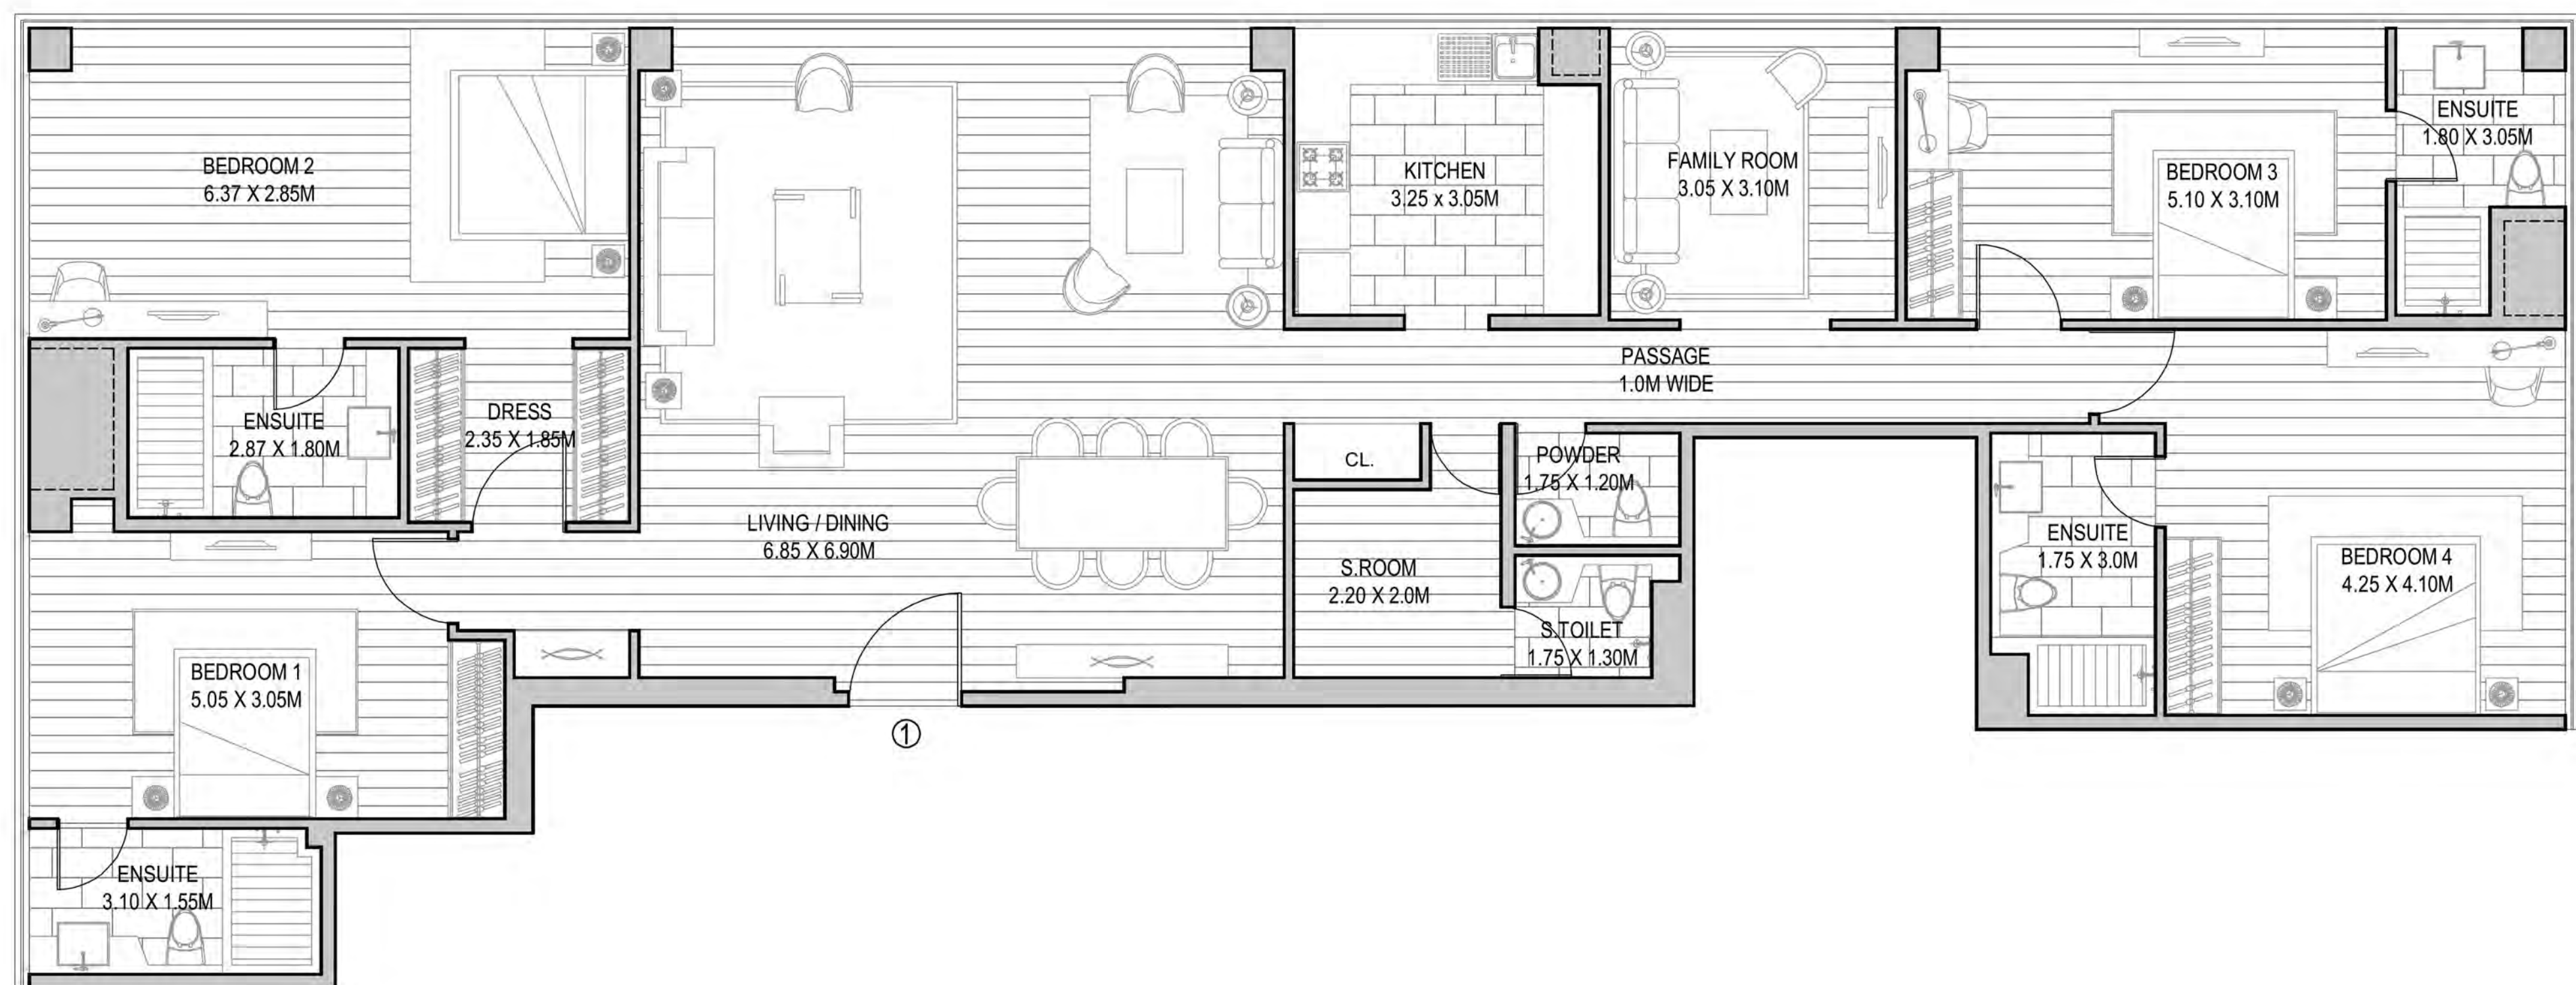 BEDROOM 2
6.37 X 2.85M
KITCHEN
3.25 x 3.05M
FAMILY ROOM
3.05 X 3.10M
BEDROOM 3
5.10 X 3.10M
ENSUITE
1.80 X 3.05M
PASSAGE
1.0M WIDE
ENSUITE
2.87 X 1.80M
DRESS
2.35 X 1.85M
LIVING / DINING
6.85 X 6.90M
CL.
POWDER
1.75 X 1.20M
S.ROOM
2.20 X 2.0M
S.TOILET
1.75 X 1.30M
ENSUITE
1.75 X 3.0M
BEDROOM 4
4.25 X 4.10M
BEDROOM 1
5.05 X 3.05M
①
ENSUITE
3.10 X 1.55M